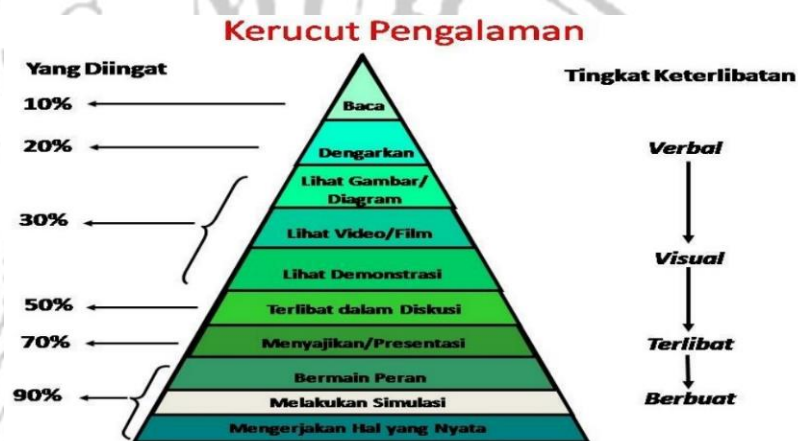 Kerucut Pengalaman
Yang Diingat
Tingkat Keterlibatan
10%
Baca
20%
Dengarkan
Verbal
Lihat Gambar/
Diagram
30%
Lihat Video/Film
Visual
Lihat Demonstrasi
50%
Terlibat dalam Diskusi
70%
Menyajikan/Presentasi
Terlibat
Bermain Peran
90%
Melakukan Simulasi
Berbuat
Mengerjakan Hal yang Nyata